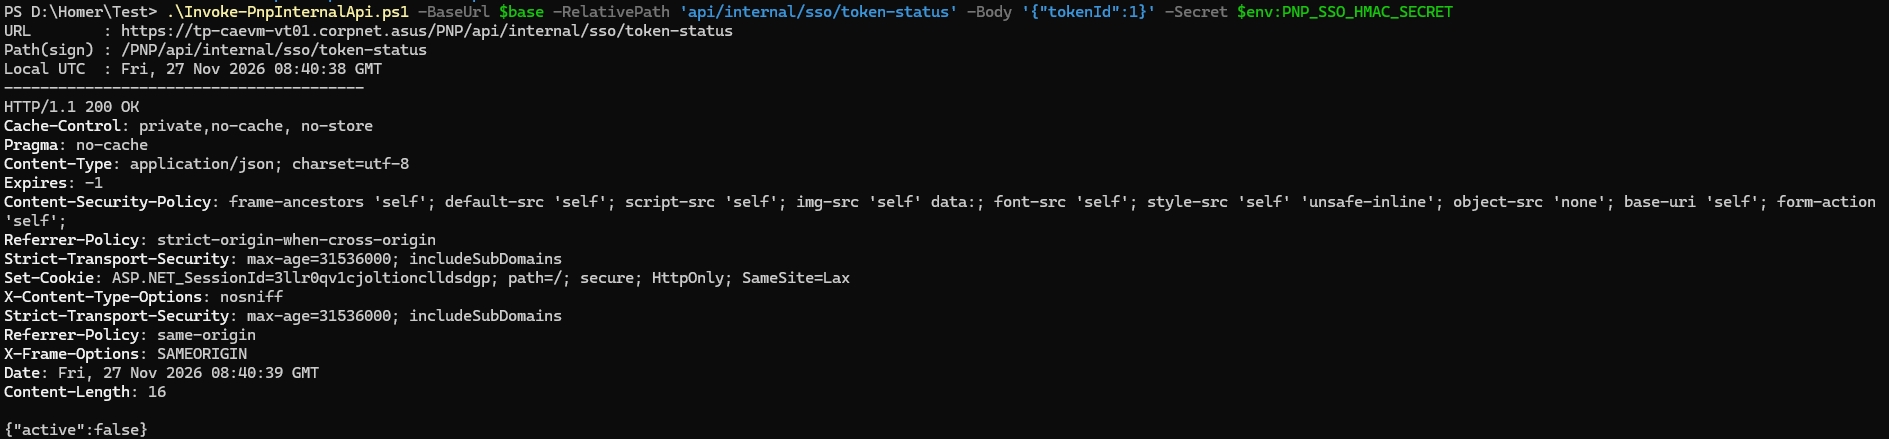 PS D:\Homer\Test> .\Invoke-PnpInternalApi.ps1 -BaseUrl $base -RelativePath 'api/internal/sso/token-status' -Body '{"tokenId":1}' -Secret $env:PNP_SSO_HMAC_SECRET
URL        : https://tp-caevm-vt01.corpnet.asus/PNP/api/internal/sso/token-status
Path(sign) : /PNP/api/internal/sso/token-status
Local UTC  : Fri, 27 Nov 2026 08:40:38 GMT
----------------------------------------
HTTP/1.1 200 OK
Cache-Control: private,no-cache, no-store
Pragma: no-cache
Content-Type: application/json; charset=utf-8
Expires: -1
Content-Security-Policy: frame-ancestors 'self'; default-src 'self'; script-src 'self'; img-src 'self' data:; font-src 'self'; style-src 'self' 'unsafe-inline'; object-src 'none'; base-uri 'self'; form-action
'self';
Referrer-Policy: strict-origin-when-cross-origin
Strict-Transport-Security: max-age=31536000; includeSubDomains
Set-Cookie: ASP.NET_SessionId=3llr0qv1cjoltionclldsdgp; path=/; secure; HttpOnly; SameSite=Lax
X-Content-Type-Options: nosniff
Strict-Transport-Security: max-age=31536000; includeSubDomains
Referrer-Policy: same-origin
X-Frame-Options: SAMEORIGIN
Date: Fri, 27 Nov 2026 08:40:39 GMT
Content-Length: 16

{"active":false}